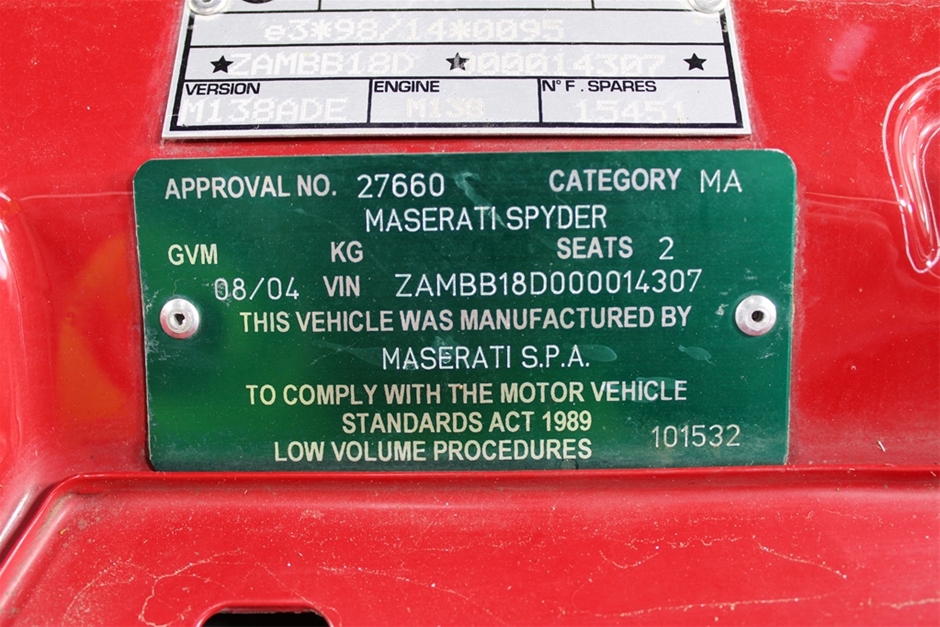 e3*98/14*0095
★ZAMBB18D ★000014307 ★
VERSION ENGINE N° F. SPARES
M138ADE M138 15451
APPROVAL NO. 27660 CATEGORY MA
MASERATI SPYDER
GVM KG SEATS 2
08/04 VIN ZAMBB18D000014307
THIS VEHICLE WAS MANUFACTURED BY
MASERATI S.P.A.
TO COMPLY WITH THE MOTOR VEHICLE
STANDARDS ACT 1989
LOW VOLUME PROCEDURES 101532